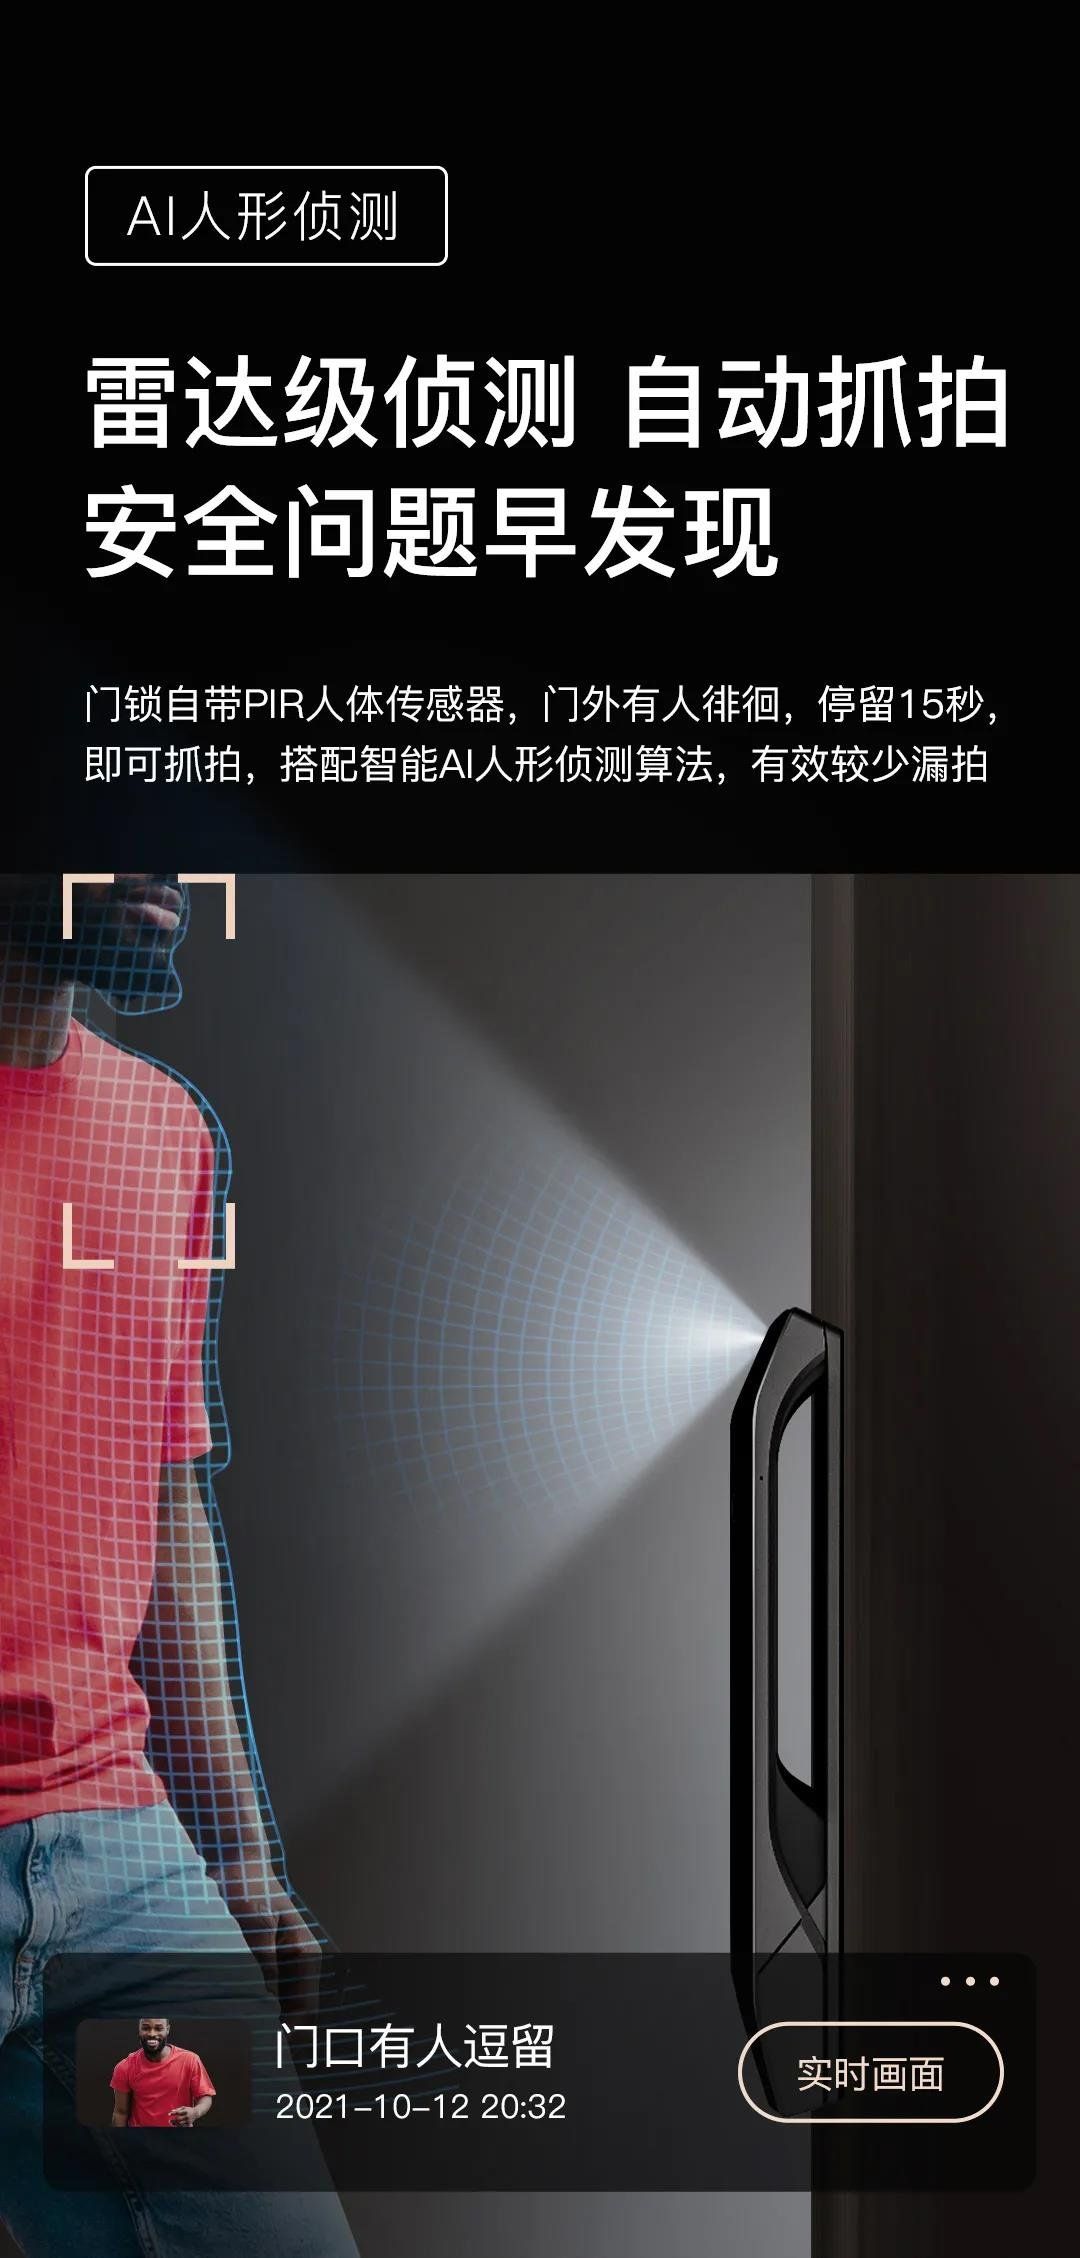 AI人形侦测
雷达级侦测 自动抓拍
安全问题早发现
门锁自带PIR人体传感器，门外有人徘徊，停留15秒，
即可抓拍，搭配智能AI人形侦测算法，有效较少漏拍
门口有人逗留
2021-10-12 20:32
实时画面